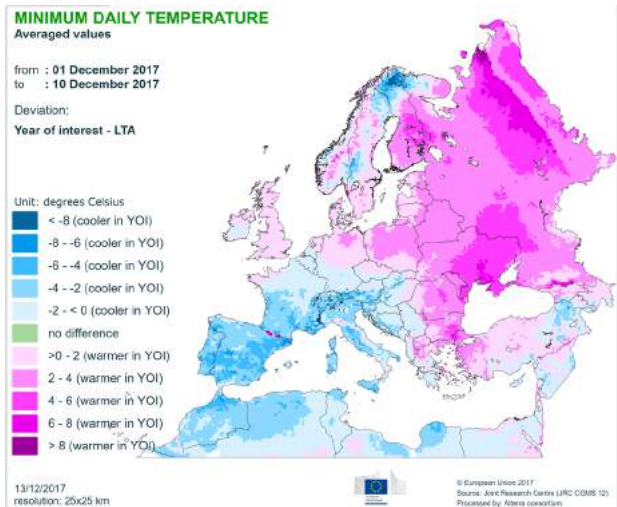 MINIMUM DAILY TEMPERATURE
Averaged values
from : 01 December 2017
to : 10 December 2017
Deviation:
Year of interest - LTA
Unit: degrees Celsius
< -8 (cooler in YOI)
-8 - -6 (cooler in YOI)
-6 - -4 (cooler in YOI)
-4 - -2 (cooler in YOI)
-2 - < 0 (cooler in YOI)
no difference
>0 - 2 (warmer in YOI)
2 - 4 (warmer in YOI)
4 - 6 (warmer in YOI)
6 - 8 (warmer in YOI)
> 8 (warmer in YOI)
13/12/2017
resolution: 25x25 km
© European Union 2017
Source: Joint Research Centre (JRC CGMS 12)
Processed by: Alterra consortium